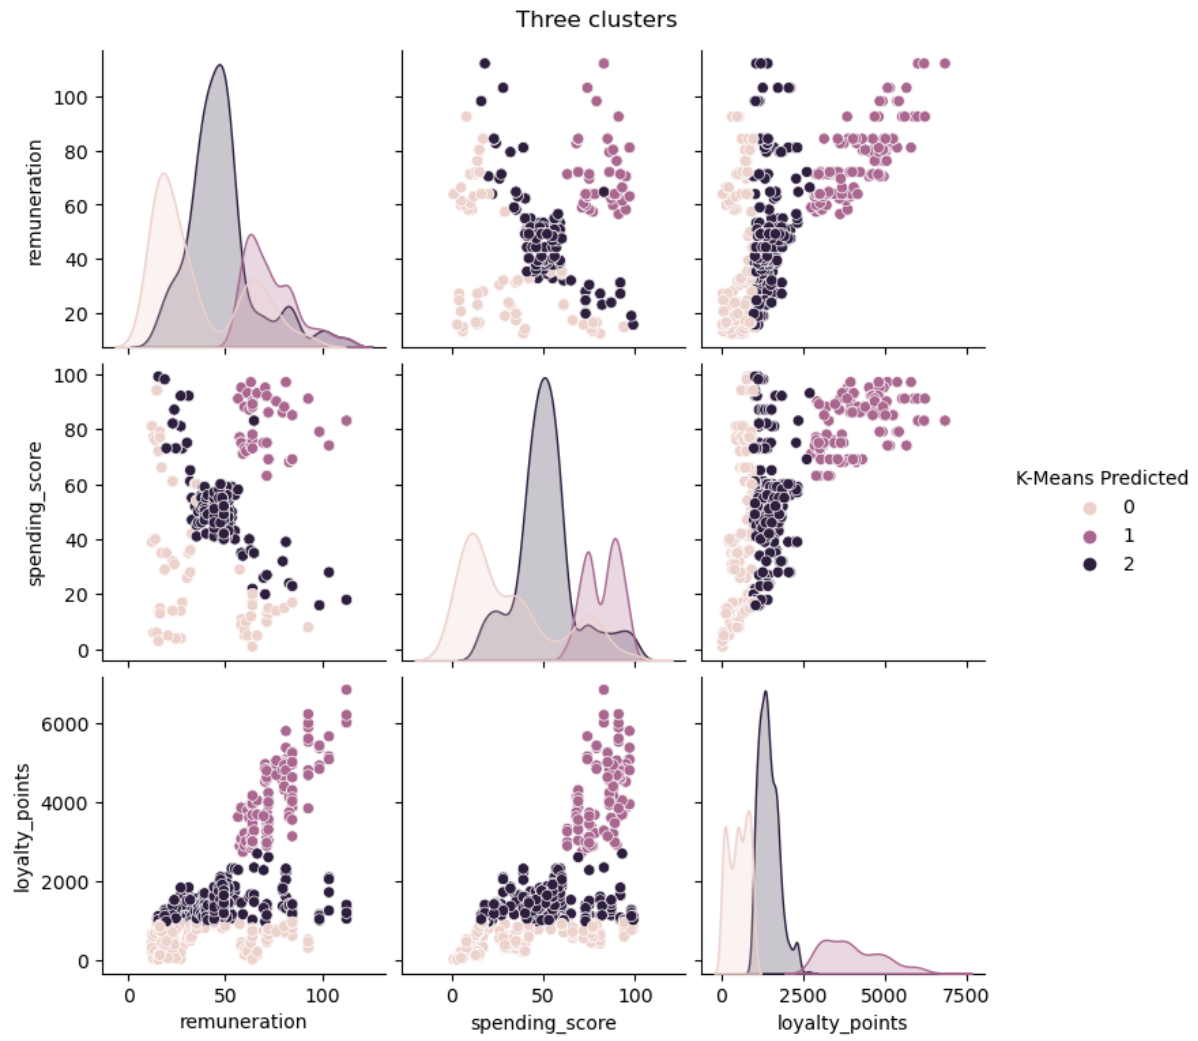 Three clusters
100
80
60
40
20
remuneration
100
80
60
40
20
0
spending_score
K-Means Predicted
0
1
2
6000
4000
2000
0
loyalty_points
0 50 100
0 50 100
0 2500 5000 7500
remuneration
spending_score
loyalty_points